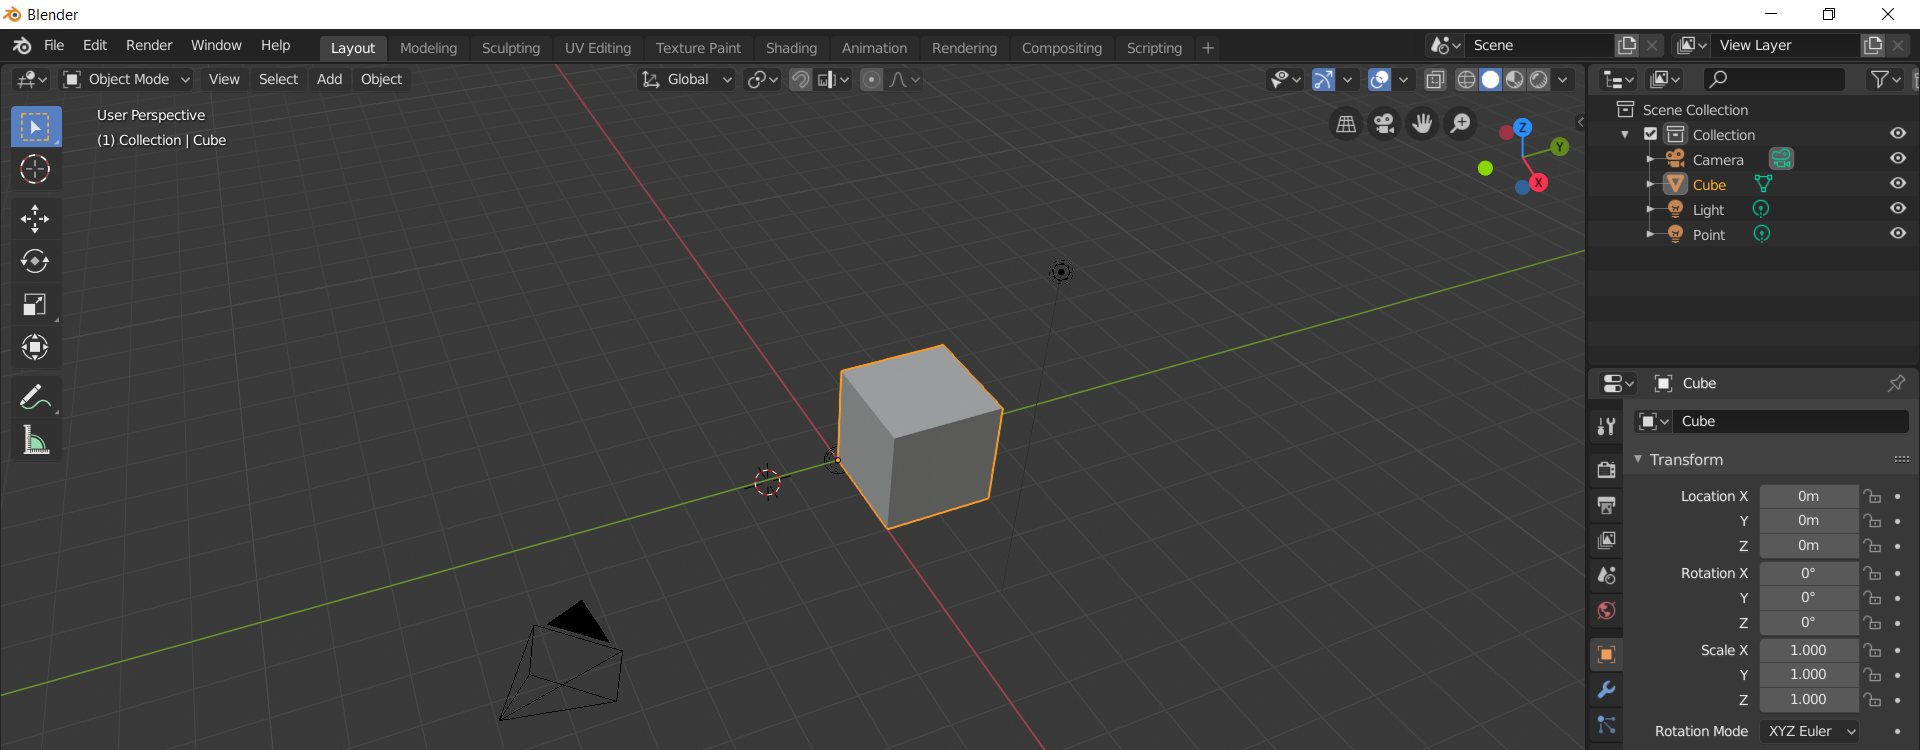 Blender
File Edit Render Window Help Layout Modeling Sculpting UV Editing Texture Paint Shading Animation Rendering Compositing Scripting + Scene View Layer
Object Mode View Select Add Object Global
User Perspective
(1) Collection | Cube
Z
Y
X
Scene Collection
Collection
Camera
Cube
Light
Point
Cube
Cube
Transform
Location X 0m
Y 0m
Z 0m
Rotation X 0°
Y 0°
Z 0°
Scale X 1.000
Y 1.000
Z 1.000
Rotation Mode XYZ Euler